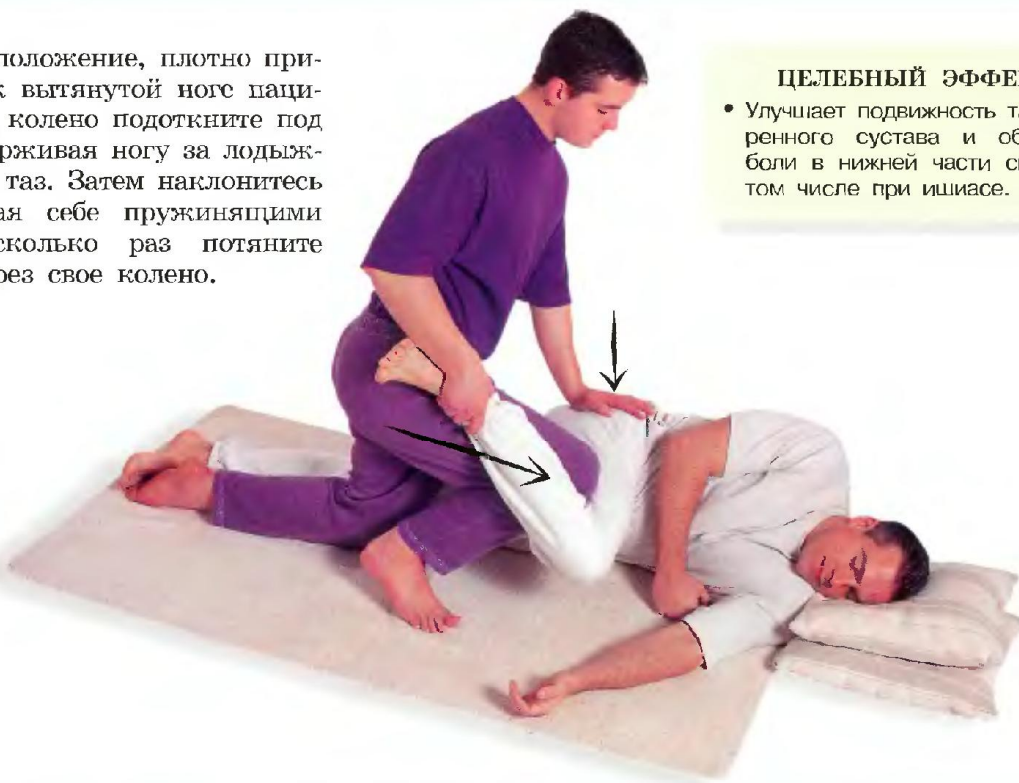 положение, плотно при-
к вытянутой ноге паци-
колено подоткните под
рживая ногу за лодыж-
таз. Затем наклонитесь
ая себе пружинящими
сколько раз потяните
рез свое колено.
ЦЕЛЕБНЫЙ ЭФФЕ
• Улучшает подвижность та
ренного сустава и об
боли в нижней части с
том числе при ишиасе.